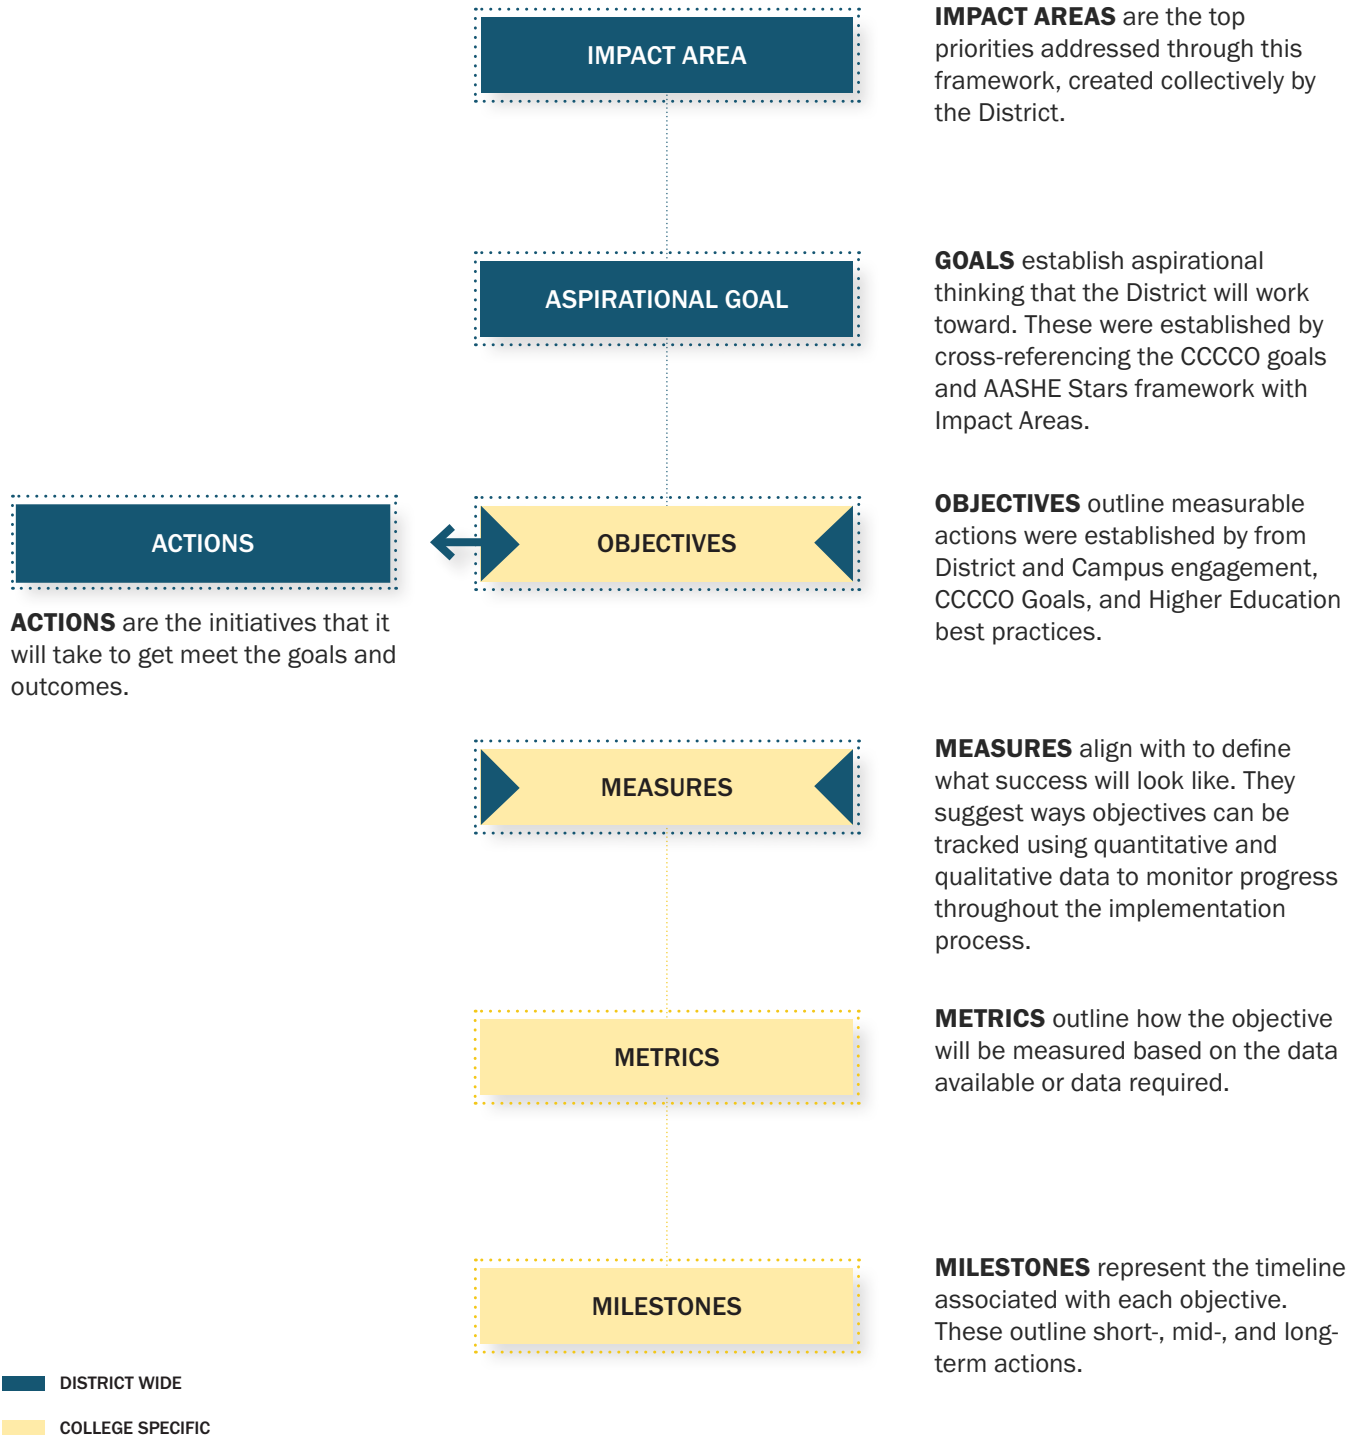 IMPACT AREA
IMPACT AREAS are the top
priorities addressed through this
framework, created collectively by
the District.
ASPIRATIONAL GOAL
GOALS establish aspirational
thinking that the District will work
toward. These were established by
cross-referencing the CCCCO goals
and AASHE Stars framework with
Impact Areas.
ACTIONS
ACTIONS are the initiatives that it
will take to get meet the goals and
outcomes.
OBJECTIVES
OBJECTIVES outline measurable
actions were established by from
District and Campus engagement,
CCCCO Goals, and Higher Education
best practices.
MEASURES
MEASURES align with to define
what success will look like. They
suggest ways objectives can be
tracked using quantitative and
qualitative data to monitor progress
throughout the implementation
process.
METRICS
METRICS outline how the objective
will be measured based on the data
available or data required.
MILESTONES
MILESTONES represent the timeline
associated with each objective.
These outline short-, mid-, and long-
term actions.
DISTRICT WIDE
COLLEGE SPECIFIC